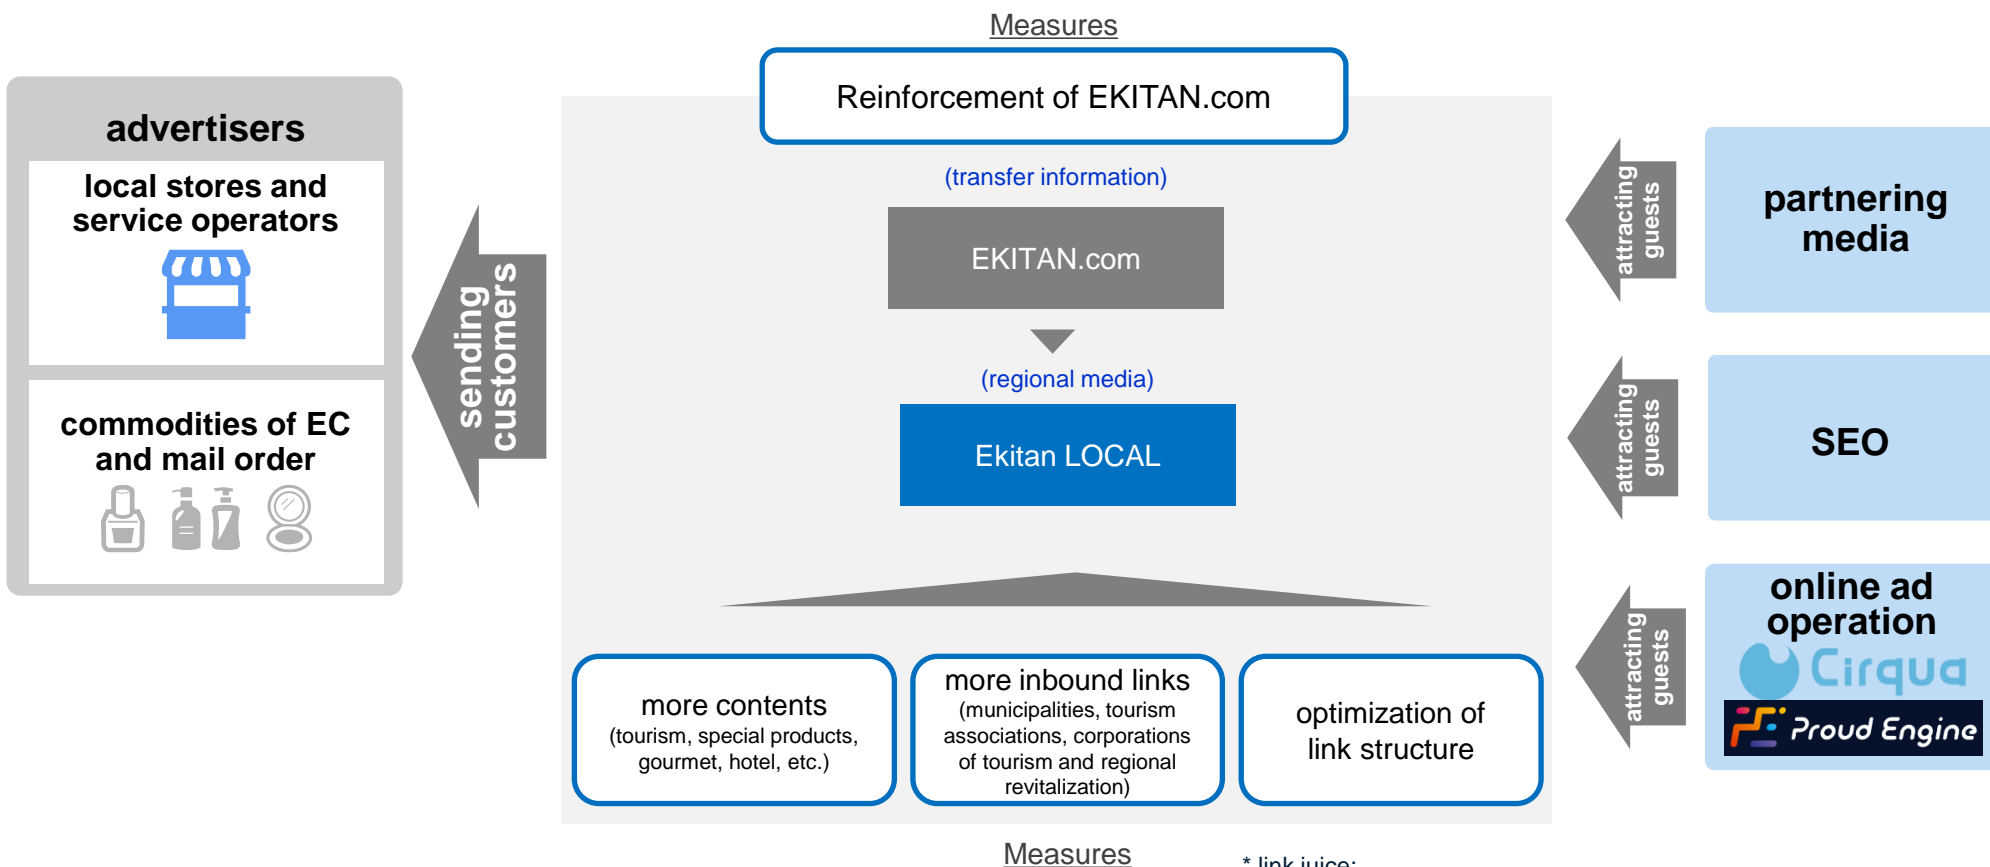 Measures
Reinforcement of EKITAN.com
advertisers
local stores and
service operators
commodities of EC
and mail order
sending
customers
(transfer information)
EKITAN.com
(regional media)
Ekitan LOCAL
more contents
(tourism, special products,
gourmet, hotel, etc.)
more inbound links
(municipalities, tourism
associations, corporations
of tourism and regional
revitalization)
optimization of
link structure
attracting
guests
partnering
media
attracting
guests
SEO
attracting
guests
online ad
operation
Cirqua
Proud Engine
Measures
* link juice: